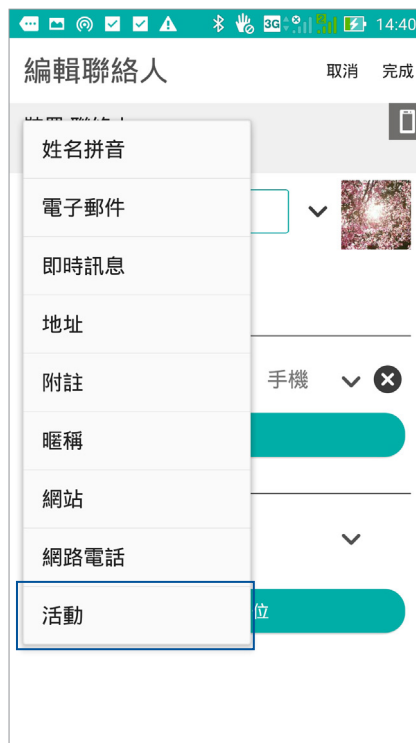 3G 14:40
編輯聯絡人 取消 完成
姓名拼音
電子郵件
即時訊息
地址
附註 手機
暱稱
網站
網路電話
活動 位